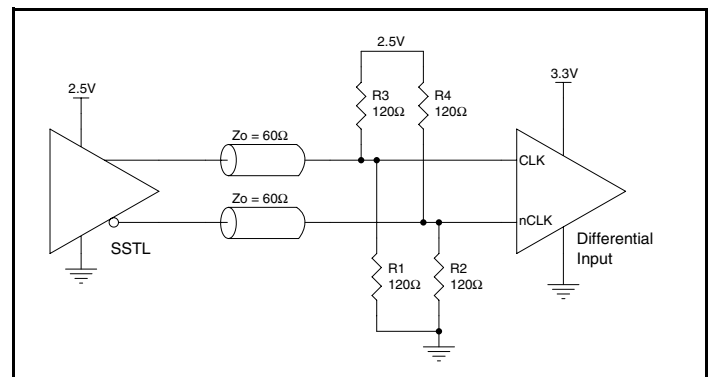 2.5V
2.5V
3.3V
R3
120Ω
R4
120Ω
Zo = 60Ω
CLK
Zo = 60Ω
nCLK
SSTL
Differential
Input
R1
120Ω
R2
120Ω